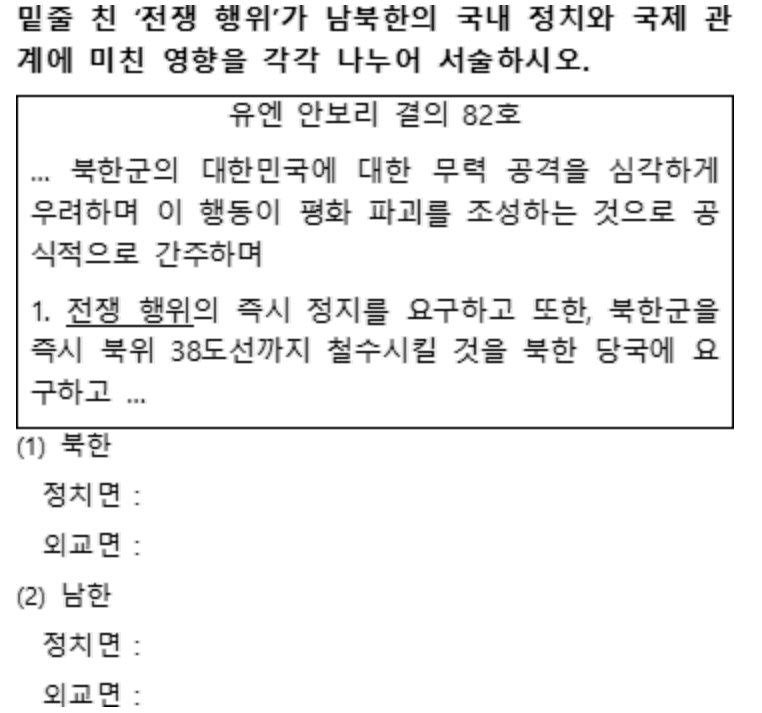 밑줄 친 '전쟁 행위'가 남북한의 국내 정치와 국제 관
계에 미친 영향을 각각 나누어 서술하시오.
유엔 안보리 결의 82호
... 북한군의 대한민국에 대한 무력 공격을 심각하게
우려하며 이 행동이 평화 파괴를 조성하는 것으로 공
식적으로 간주하며
1. 전쟁 행위의 즉시 정지를 요구하고 또한, 북한군을
즉시 북위 38도선까지 철수시킬 것을 북한 당국에 요
구하고 ...
(1) 북한
정치면 :
외교면 :
(2) 남한
정치면 :
외교면 :